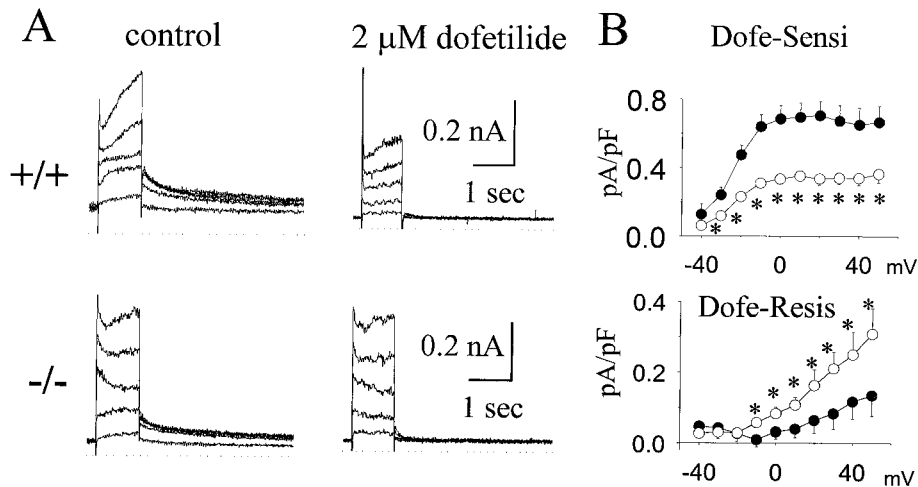 A
control
2 μM dofetilide
+/+
0.2 nA
1 sec
-/-
0.2 nA
1 sec
B
Dofe-Sensi
pA/pF
0.8
0.4
0.0
-40 0 40 mV
*********
Dofe-Resis
pA/pF
0.4
0.2
0.0
*******
-40 0 40 mV